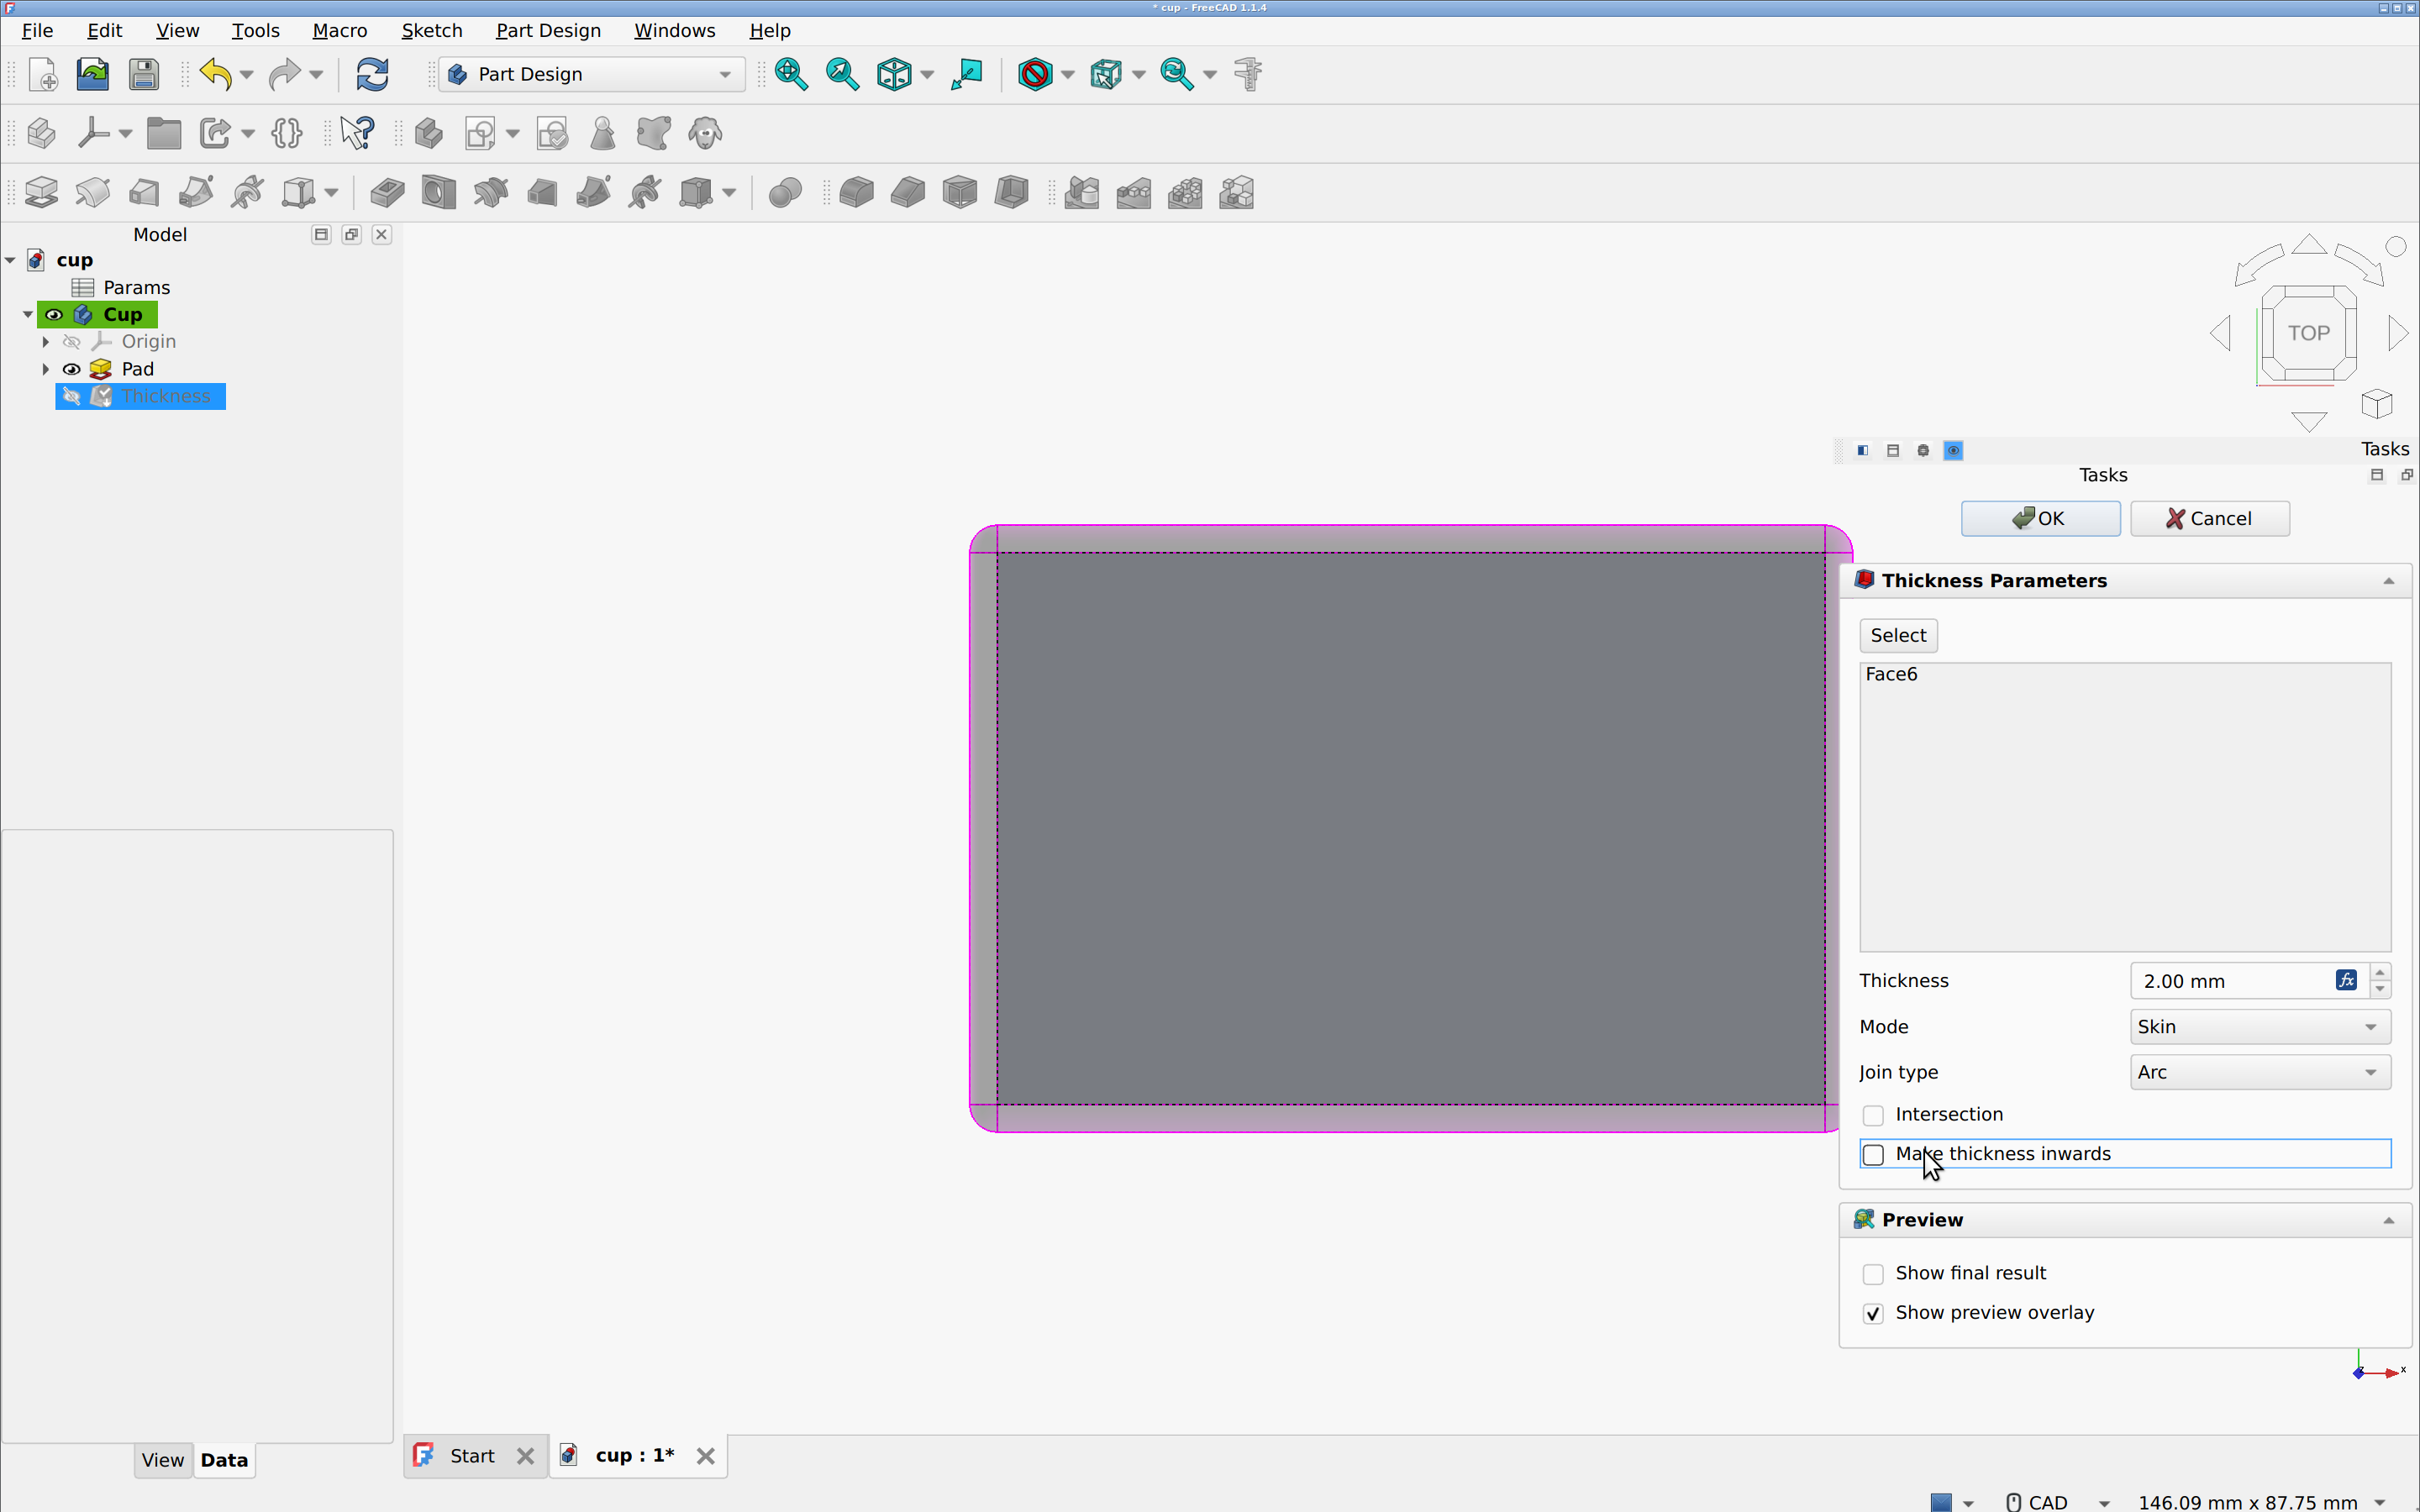 * cup - FreeCAD 1.1.4
File Edit View Tools Macro Sketch Part Design Windows Help
Part Design
Model
cup
Params
Cup
Origin
Pad
Thickness
TOP
Tasks
Tasks
OK Cancel
Thickness Parameters
Select
Face6
Thickness 2.00 mm
Mode Skin
Join type Arc
Intersection
Make thickness inwards
Preview
Show final result
Show preview overlay
x
View Data
Start cup : 1*
CAD 146.09 mm x 87.75 mm